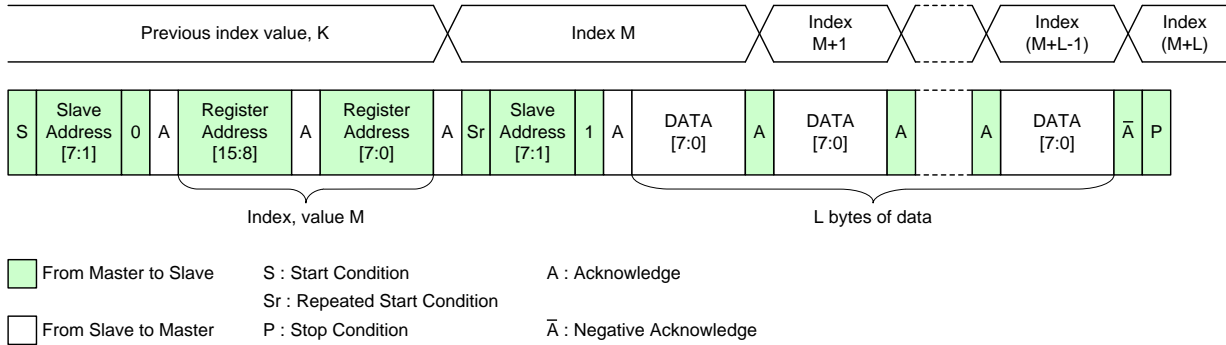 Previous index value, K
Index M
Index
M+1
Index
(M+L-1)
Index
(M+L)
S
Slave
Address
[7:1]
0
A
Register
Address
[15:8]
A
Register
Address
[7:0]
A
Sr
Slave
Address
[7:1]
1
A
DATA
[7:0]
A
DATA
[7:0]
A
A
DATA
[7:0]
A̅
P
Index, value M
L bytes of data
From Master to Slave
S : Start Condition
A : Acknowledge
Sr : Repeated Start Condition
From Slave to Master
P : Stop Condition
A̅ : Negative Acknowledge